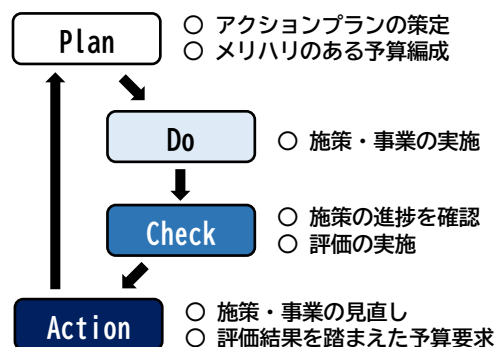 Plan
○ アクションプランの策定
○ メリハリのある予算編成
Do
○ 施策・事業の実施
Check
○ 施策の進捗を確認
○ 評価の実施
Action
○ 施策・事業の見直し
○ 評価結果を踏まえた予算要求